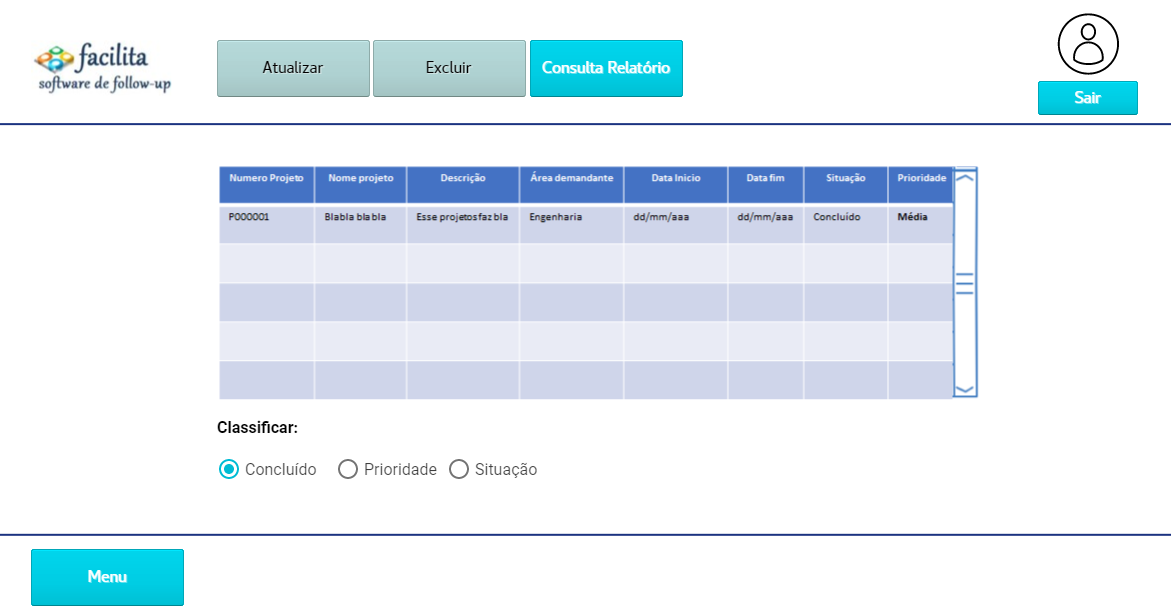 facilita
software de follow-up
Atualizar
Excluir
Consulta Relatório
Sair
Numero Projeto Nome projeto Descrição Área demandante Data Inicio Data fim Situação Prioridade
P000001 Blabla bla bla Esse projetos faz bla Engenharia dd/mm/aaa dd/mm/aaa Concluído Média
Classificar:
Concluído Prioridade Situação
Menu